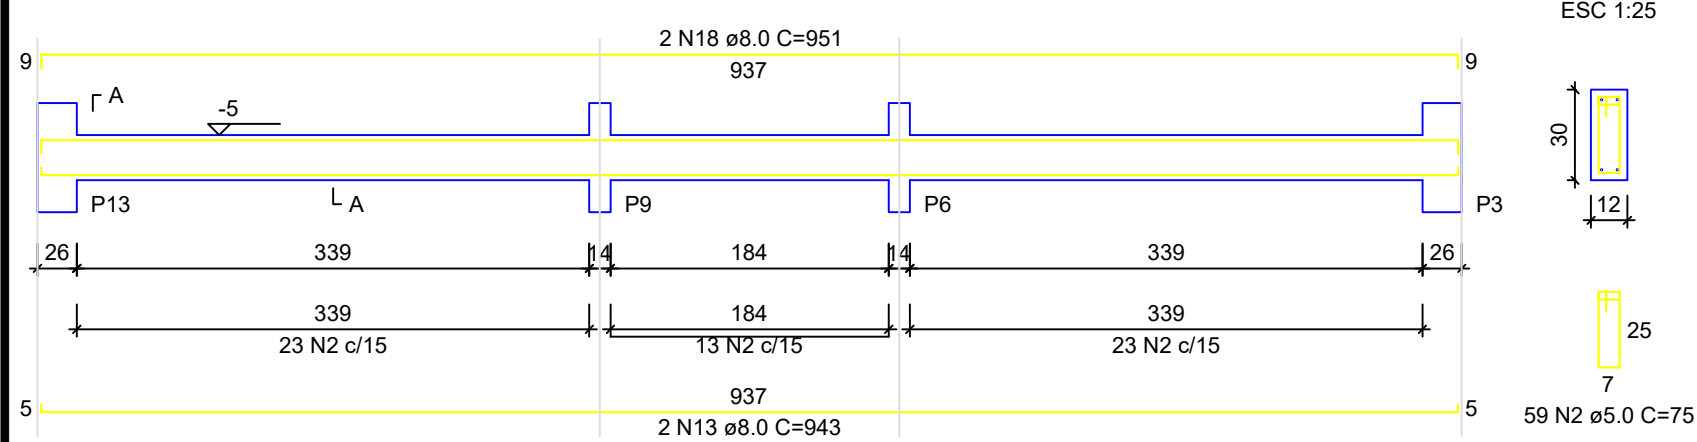 ESC 1:25
2 N18 ø8.0 C=951
9
937
9
A
-5
30
A
P13
P9
P6
P3
12
26
339
14
184
14
339
26
339
184
339
23 N2 c/15
13 N2 c/15
23 N2 c/15
25
7
937
5
5
59 N2 ø5.0 C=75
2 N13 ø8.0 C=943